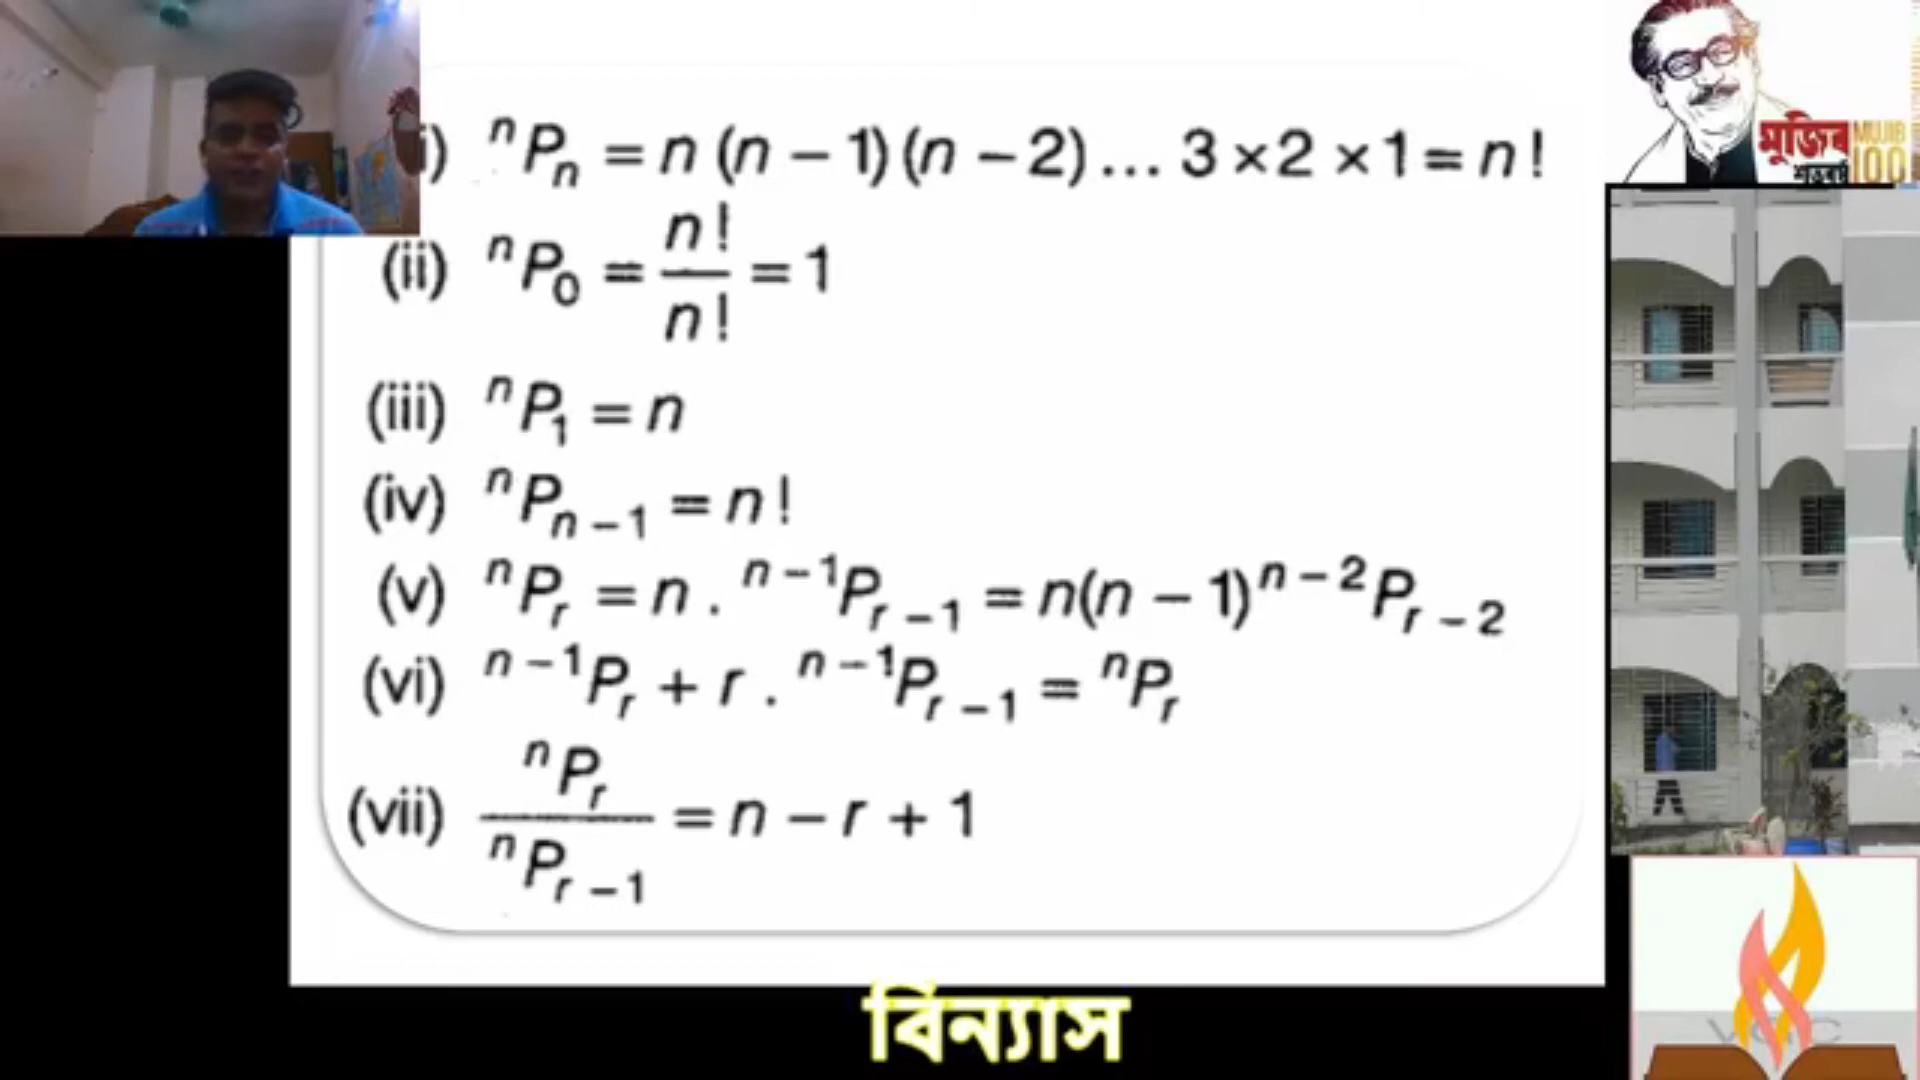 i) ⁿPₙ = n (n – 1) (n – 2) ... 3 × 2 × 1 = n !
(ii) ⁿP₀ = n ! / n ! = 1
(iii) ⁿP₁ = n
(iv) ⁿPₙ₋₁ = n !
(v) ⁿPᵣ = n . ⁿ⁻¹Pᵣ₋₁ = n(n – 1) ⁿ⁻²Pᵣ₋₂
(vi) ⁿ⁻¹Pᵣ + r . ⁿ⁻¹Pᵣ₋₁ = ⁿPᵣ
(vii) ⁿPᵣ / ⁿPᵣ₋₁ = n – r + 1
বিন্যাস
মুজিব
শতবর্ষ
MUJIB
100